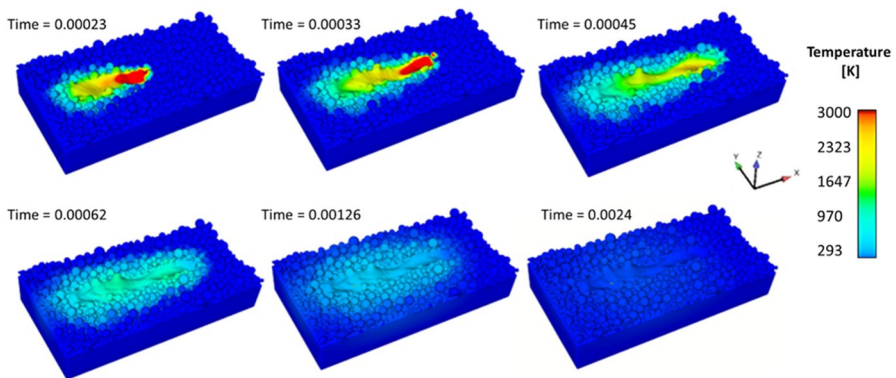 Time = 0.00023
Time = 0.00033
Time = 0.00045
Temperature
[K]
3000
2323
1647
970
293
Y
Z
X
Time = 0.00062
Time = 0.00126
Time = 0.0024